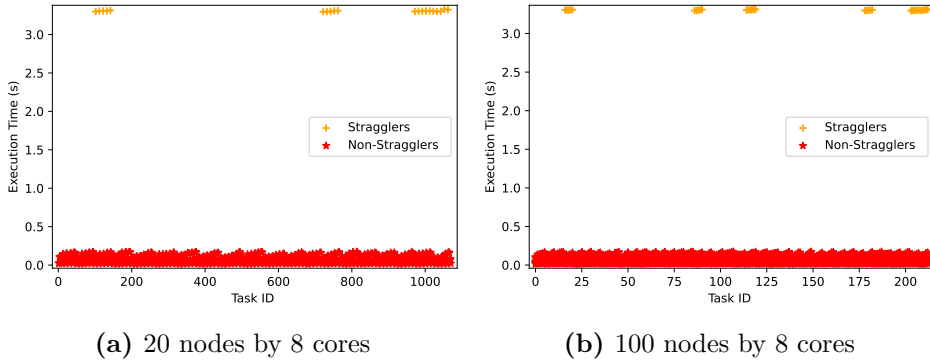 3.0
2.5
2.0
1.5
1.0
0.5
0.0
Execution Time (s)
Stragglers
Non-Stragglers
0 200 400 600 800 1000
Task ID
(a) 20 nodes by 8 cores
3.0
2.5
2.0
1.5
1.0
0.5
0.0
Execution Time (s)
Stragglers
Non-Stragglers
0 25 50 75 100 125 150 175 200
Task ID
(b) 100 nodes by 8 cores